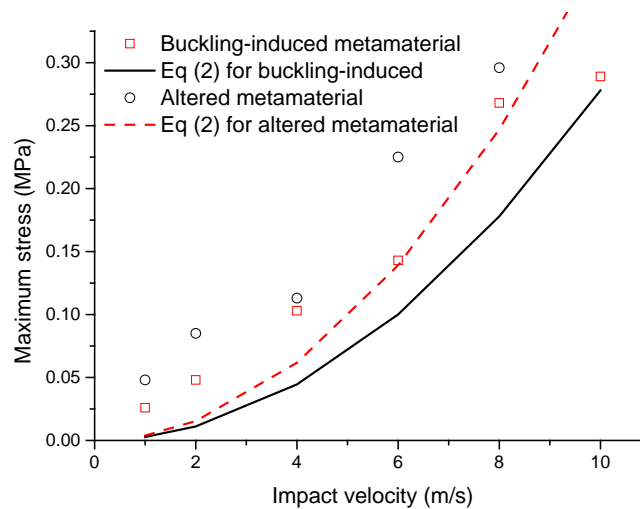 Buckling-induced metamaterial
Eq (2) for buckling-induced
Altered metamaterial
Eq (2) for altered metamaterial
Maximum stress (MPa)
0.30
0.25
0.20
0.15
0.10
0.05
0.00
0 2 4 6 8 10
Impact velocity (m/s)